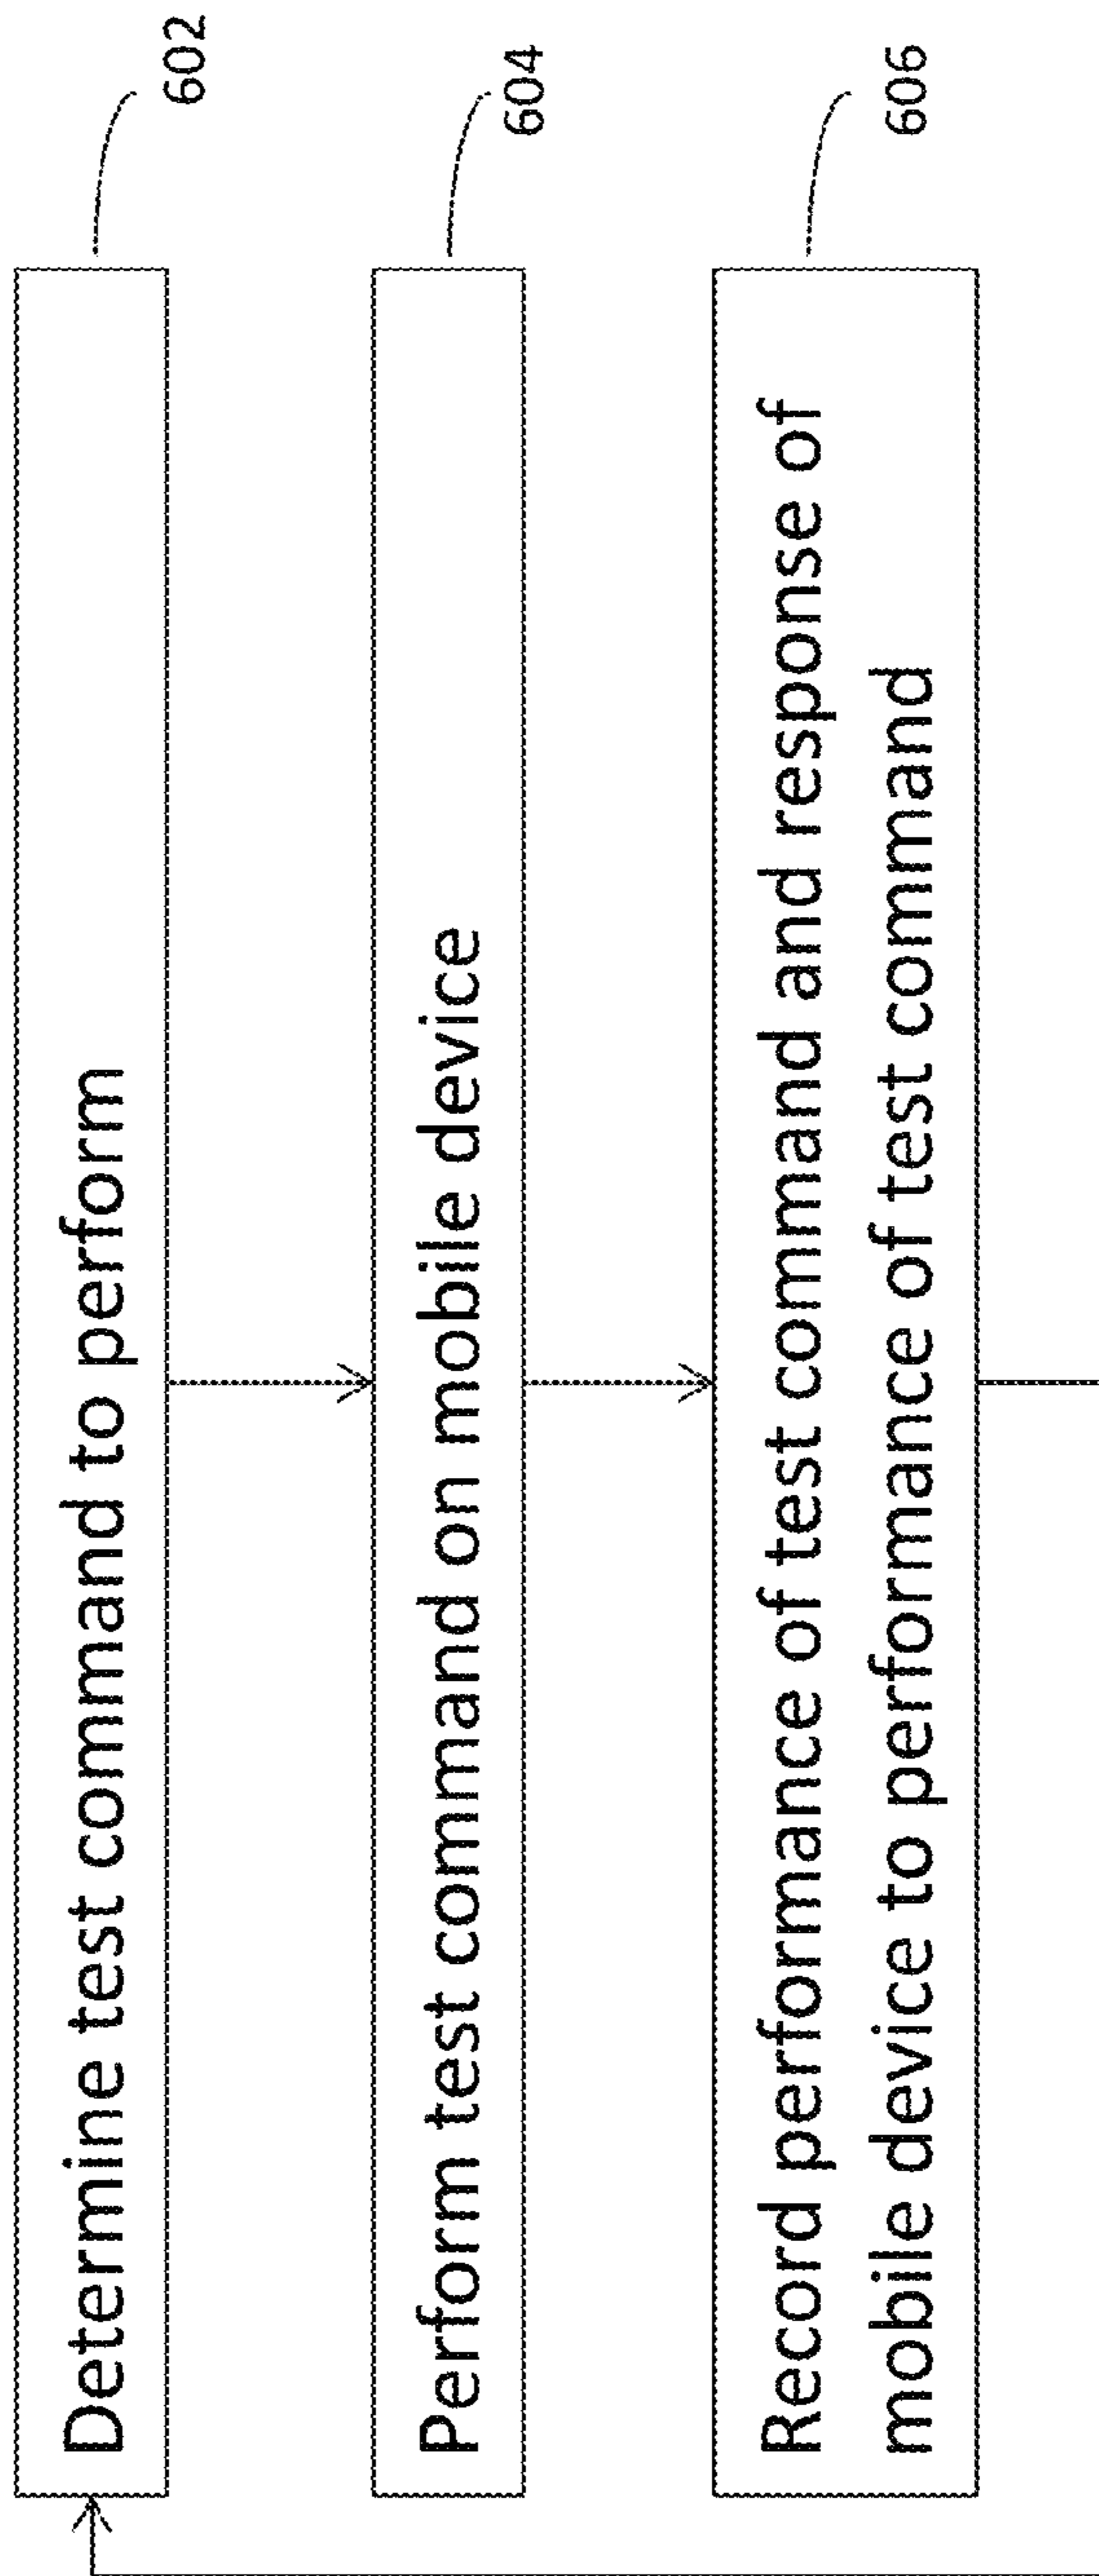 Determine test command to perform
602
Perform test command on mobile device
604
Record performance of test command and response of
mobile device to performance of test command
606